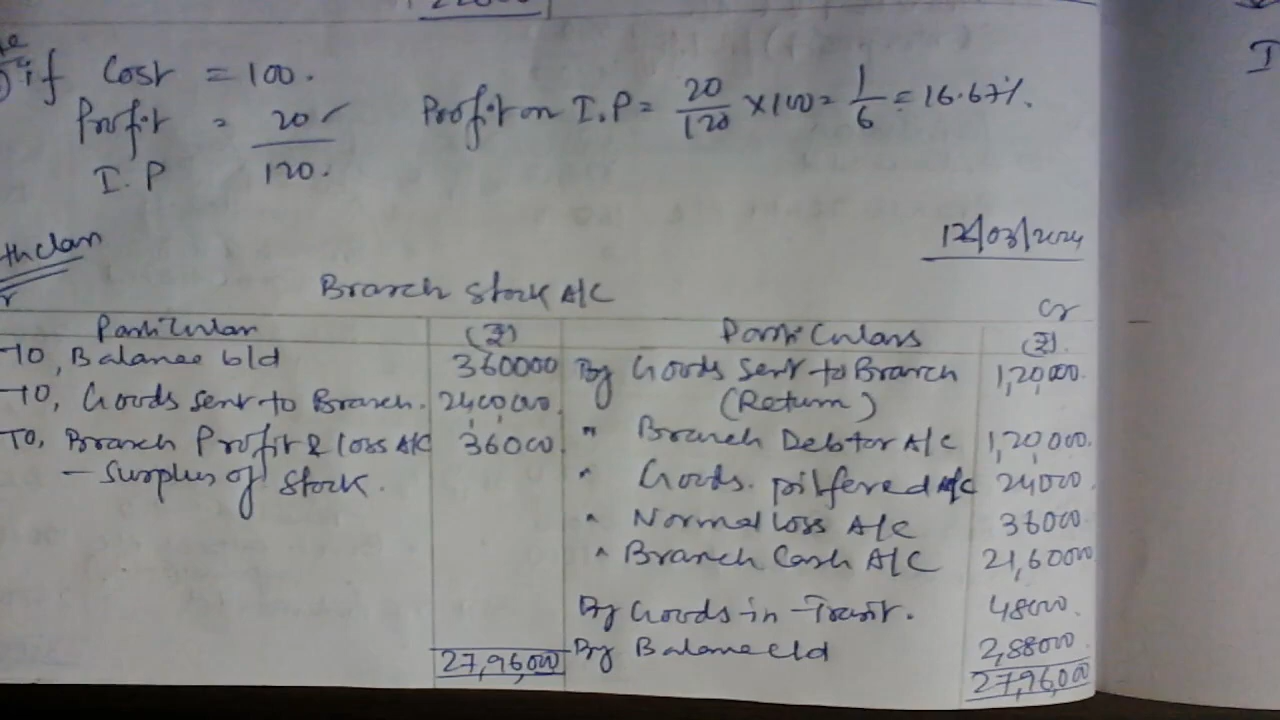 if Cost = 100.
Profit = 20
I.P 120.
Profit on I.P = 20/120 x100 = 1/6 = 16.67%.
12/03/2024
Branch Stock A/c
Cr
Particular (₹) Particulars (₹).
To, Balance b/d 360000 By Goods Sent to Branch 1,20,000.
To, Goods sent to Branch. 2400,000. (Return)
To, Branch Profit & loss A/c 36000 " Branch Debtor A/c 1,20,000.
- Surplus of Stock. " Goods. pilfered A/c 24000.
" Normal loss A/c 36000
" Branch Cash A/C 21,60000
By Goods in-Transit. 48000.
27,96,000 By Balance c/d 2,88000
27,96,000